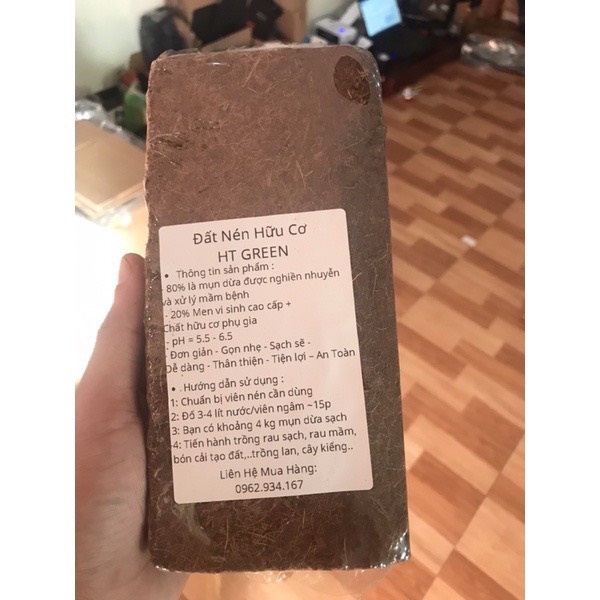 Đất Nén Hữu Cơ
HT GREEN
• Thông tin sản phẩm :
80% là mụn dừa được nghiền nhuyễn
và xử lý mầm bệnh
- 20% Men vi sinh cao cấp +
Chất hữu cơ phụ gia
- pH = 5.5 - 6.5
- Đơn giản - Gọn nhẹ - Sạch sẽ -
Dễ dàng - Thân thiện - Tiện lợi – An Toàn
• . Hướng dẫn sử dụng :
1: Chuẩn bị viên nén cần dùng
2: Đổ 3-4 lít nước/viên ngâm ~15p
3: Bạn có khoảng 4 kg mụn dừa sạch
4: Tiến hành trồng rau sạch, rau mầm,
bón cải tạo đất,..trồng lan, cây kiểng..
Liên Hệ Mua Hàng:
0962.934.167